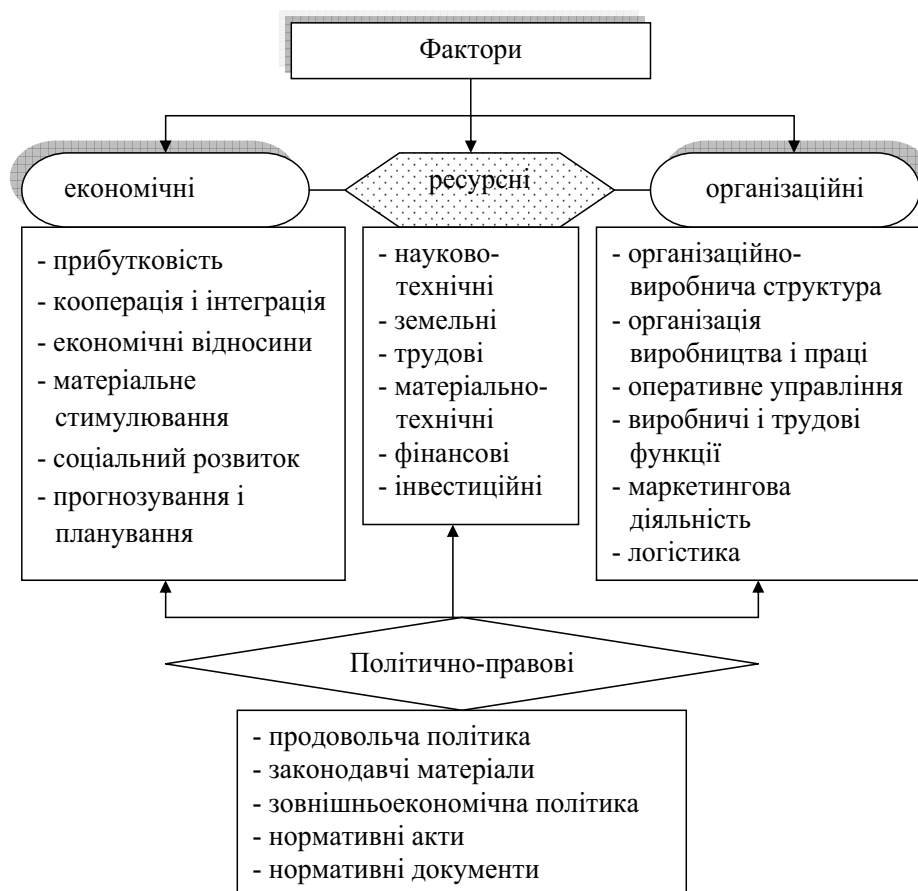 Фактори
економічні
ресурсні
організаційні
- прибутковість
- кооперація і інтеграція
- економічні відносини
- матеріальне
стимулювання
- соціальний розвиток
- прогнозування і
планування
- науково-
технічні
- земельні
- трудові
- матеріально-
технічні
- фінансові
- інвестиційні
- організаційно-
виробнича структура
- організація
виробництва і праці
- оперативне управління
- виробничі і трудові
функції
- маркетингова
діяльність
- логістика
Політично-правові
- продовольча політика
- законодавчі матеріали
- зовнішньоекономічна політика
- нормативні акти
- нормативні документи